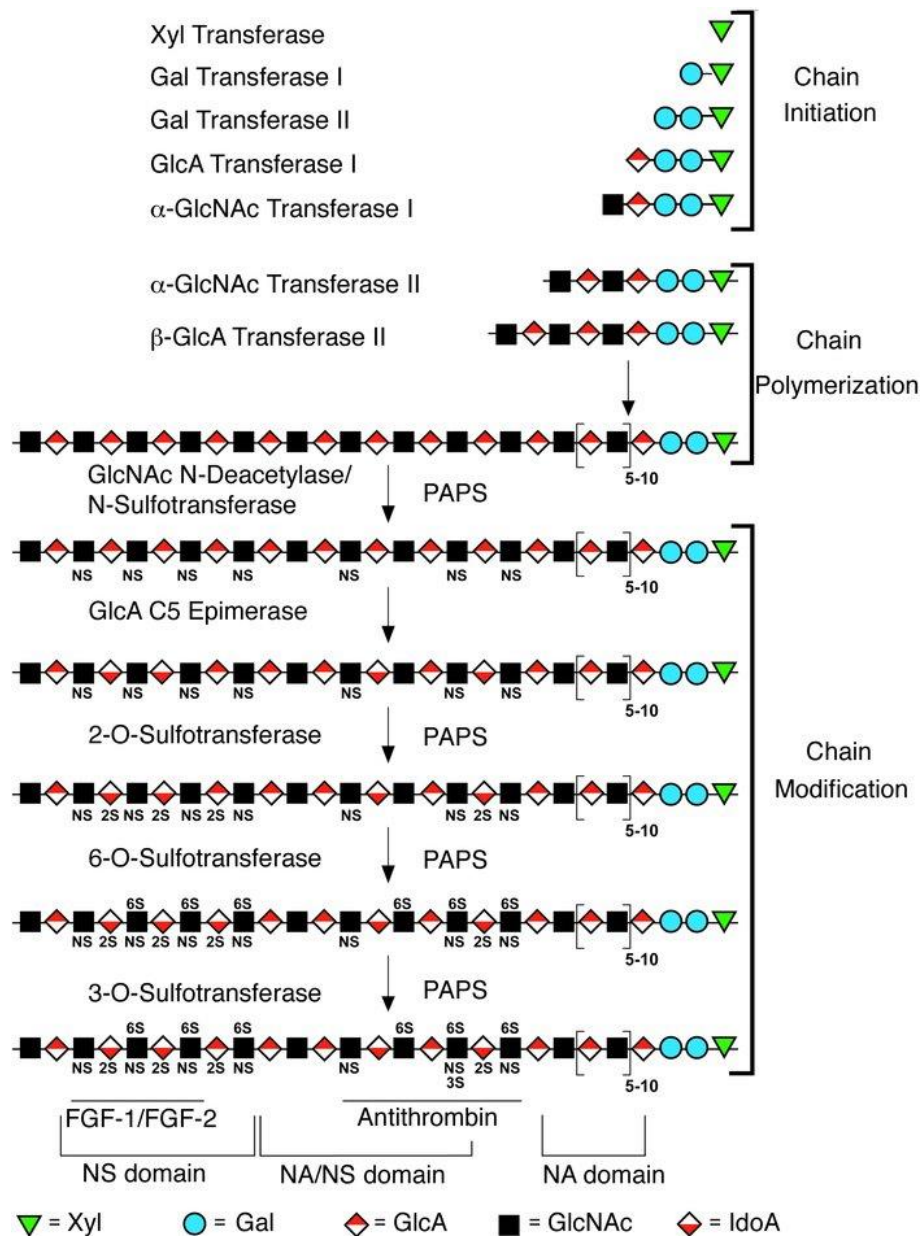 Xyl Transferase
Gal Transferase I
Gal Transferase II
GlcA Transferase I
α-GlcNAc Transferase I
Chain
Initiation
α-GlcNAc Transferase II
β-GlcA Transferase II
Chain
Polymerization
5-10
GlcNAc N-Deacetylase/
N-Sulfotransferase
PAPS
NS NS NS NS NS NS NS
5-10
GlcA C5 Epimerase
NS NS NS NS NS NS NS
5-10
2-O-Sulfotransferase
PAPS
Chain
Modification
NS 2S NS 2S NS 2S NS NS NS 2S NS
5-10
6-O-Sulfotransferase
PAPS
6S 6S 6S 6S 6S 6S
NS 2S NS 2S NS 2S NS NS NS 2S NS
5-10
3-O-Sulfotransferase
PAPS
6S 6S 6S 6S 6S 6S
NS 2S NS 2S NS 2S NS NS NS 2S NS
3S
5-10
FGF-1/FGF-2
Antithrombin
NS domain
NA/NS domain
NA domain
= Xyl = Gal = GlcA = GlcNAc = IdoA